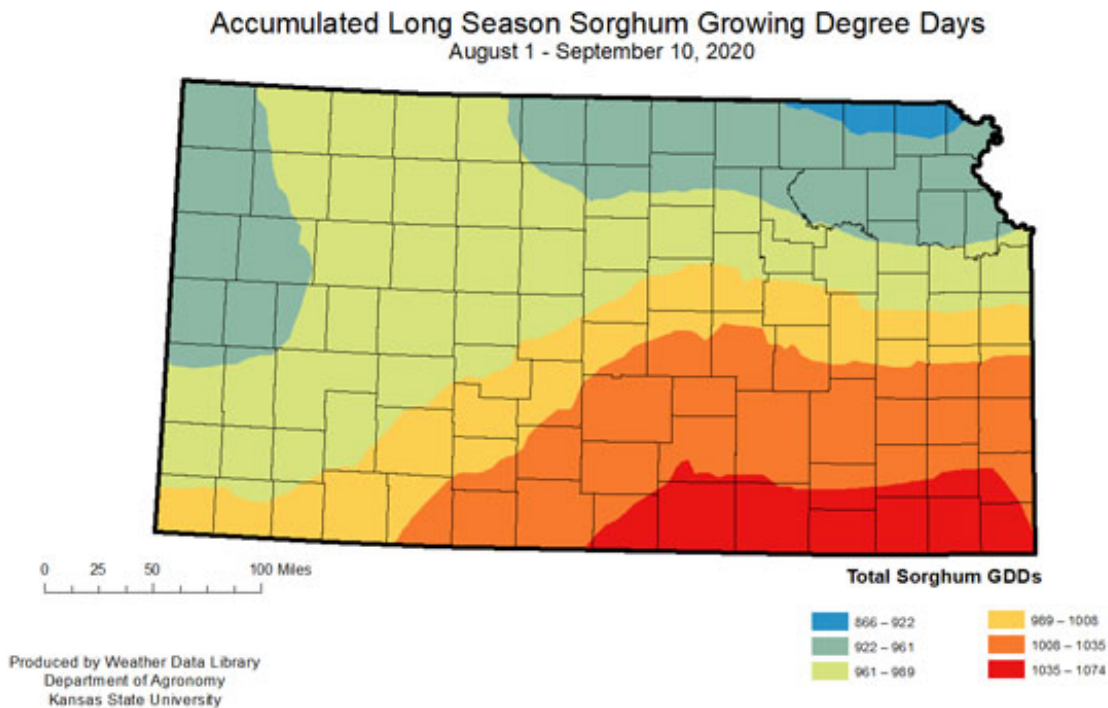 Accumulated Long Season Sorghum Growing Degree Days
August 1 - September 10, 2020
0 25 50 100 Miles
Total Sorghum GDDs
866 – 922
922 – 961
961 – 989
989 – 1008
1008 – 1035
1035 – 1074
Produced by Weather Data Library
Department of Agronomy
Kansas State University